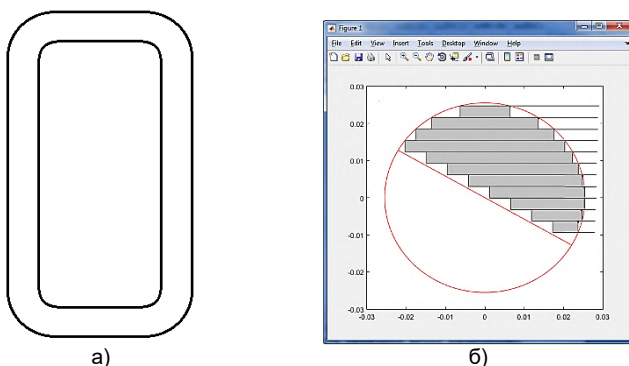 Figure 1
File Edit View Insert Tools Desktop Window Help
0.03
0.02
0.01
0
-0.01
-0.02
-0.03
-0.03 -0.02 -0.01 0 0.01 0.02 0.03
а) б)